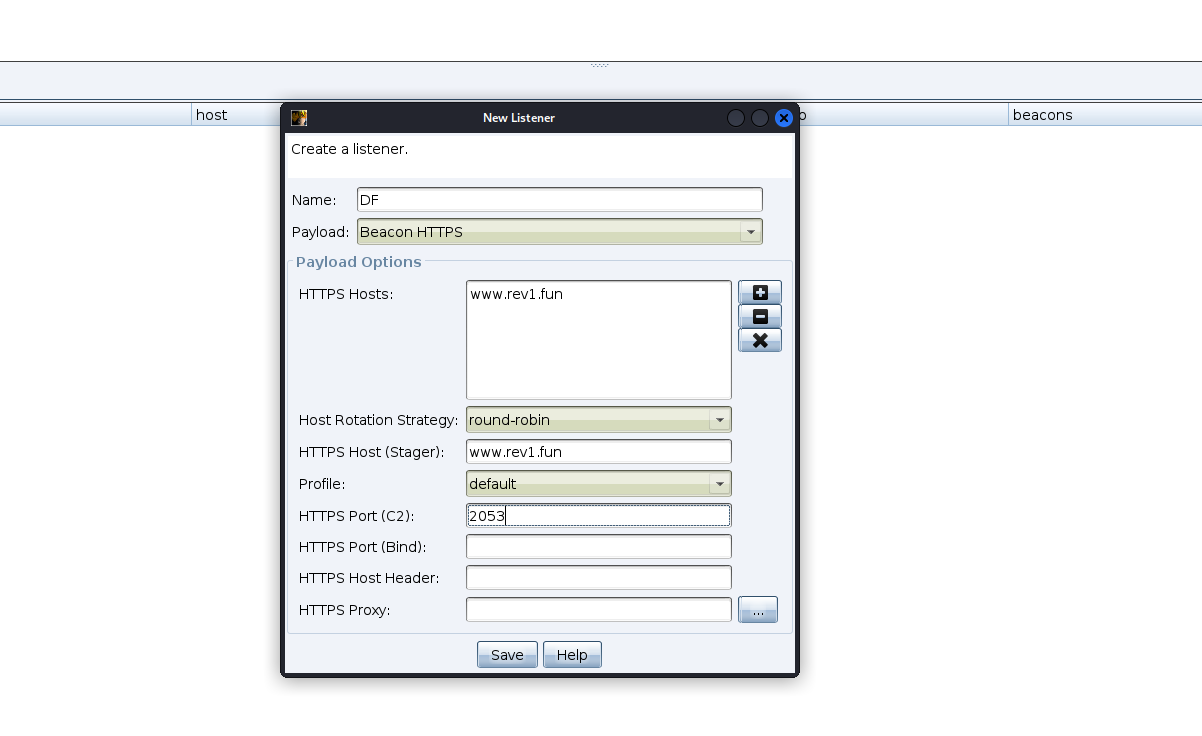 host
beacons
New Listener
Create a listener.
Name: DF
Payload: Beacon HTTPS
Payload Options
HTTPS Hosts: www.rev1.fun
Host Rotation Strategy: round-robin
HTTPS Host (Stager): www.rev1.fun
Profile: default
HTTPS Port (C2): 2053
HTTPS Port (Bind):
HTTPS Host Header:
HTTPS Proxy: ...
Save Help